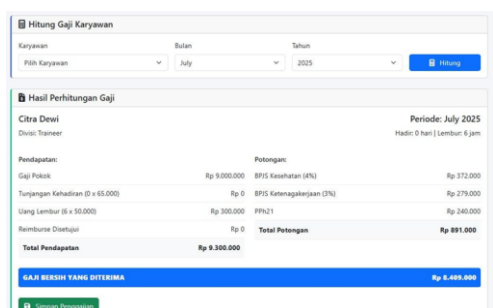 Hitung Gaji Karyawan
Karyawan Bulan Tahun
Pilih Karyawan July 2025 Hitung
Hasil Perhitungan Gaji
Citra Dewi Periode: July 2025
Divisi: Traineer Hadir: 0 hari | Lembur: 6 jam
Pendapatan: Potongan:
Gaji Pokok Rp 9.000.000 BPJS Kesehatan (4%) Rp 372.000
Tunjangan Kehadiran (0 x 65.000) Rp 0 BPJS Ketenagakerjaan (3%) Rp 279.000
Uang Lembur (6 x 50.000) Rp 300.000 PPh21 Rp 240.000
Reimburse Disetujui Rp 0 Total Potongan Rp 891.000
Total Pendapatan Rp 9.300.000
GAJI BERSIH YANG DITERIMA Rp 8.409.000
Simpan Penggajian